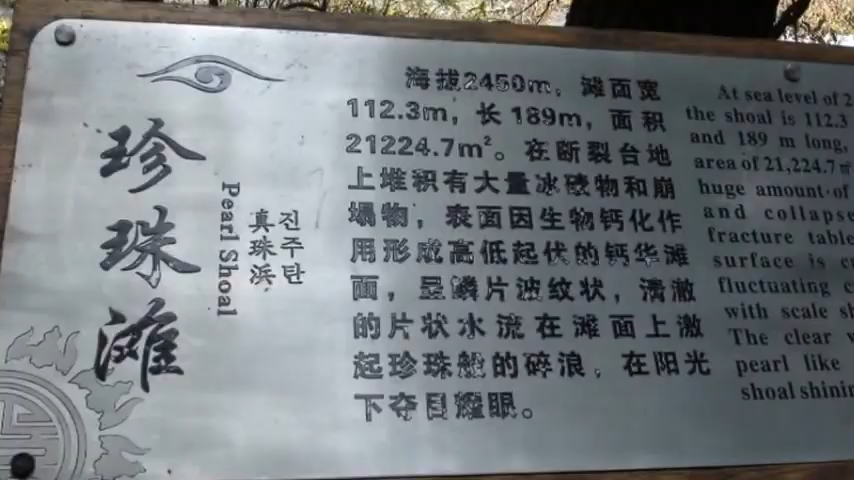 珍珠滩
Pearl Shoal
真珠浜
진주탄
海拔2450m，滩面宽
112.3m，长189m，面积
21224.7m²。在断裂台地
上堆积有大量冰碛物和崩
塌物，表面因生物钙化作
用形成高低起伏的钙华滩
面，呈鳞片波纹状，清澈
的片状水流在滩面上激
起珍珠般的碎浪，在阳光
下夺目耀眼。
At sea level of 2
the shoal is 112.3
and 189 m long,
area of 21,224.7㎡
huge amount of
and collapse
fracture table
surface is c
fluctuating c
with scale sh
The clear w
pearl like
shoal shinin